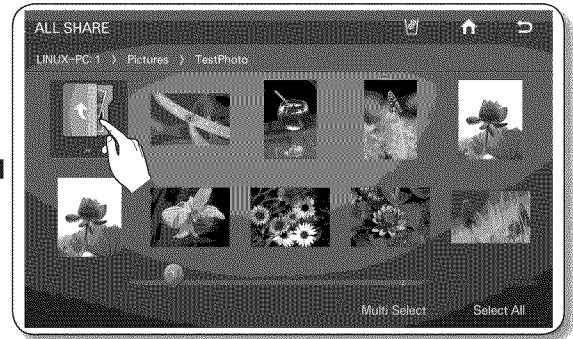 ALL SHARE
LINUX-PC: 1 > Pictures > TestPhoto
Multi Select Select All